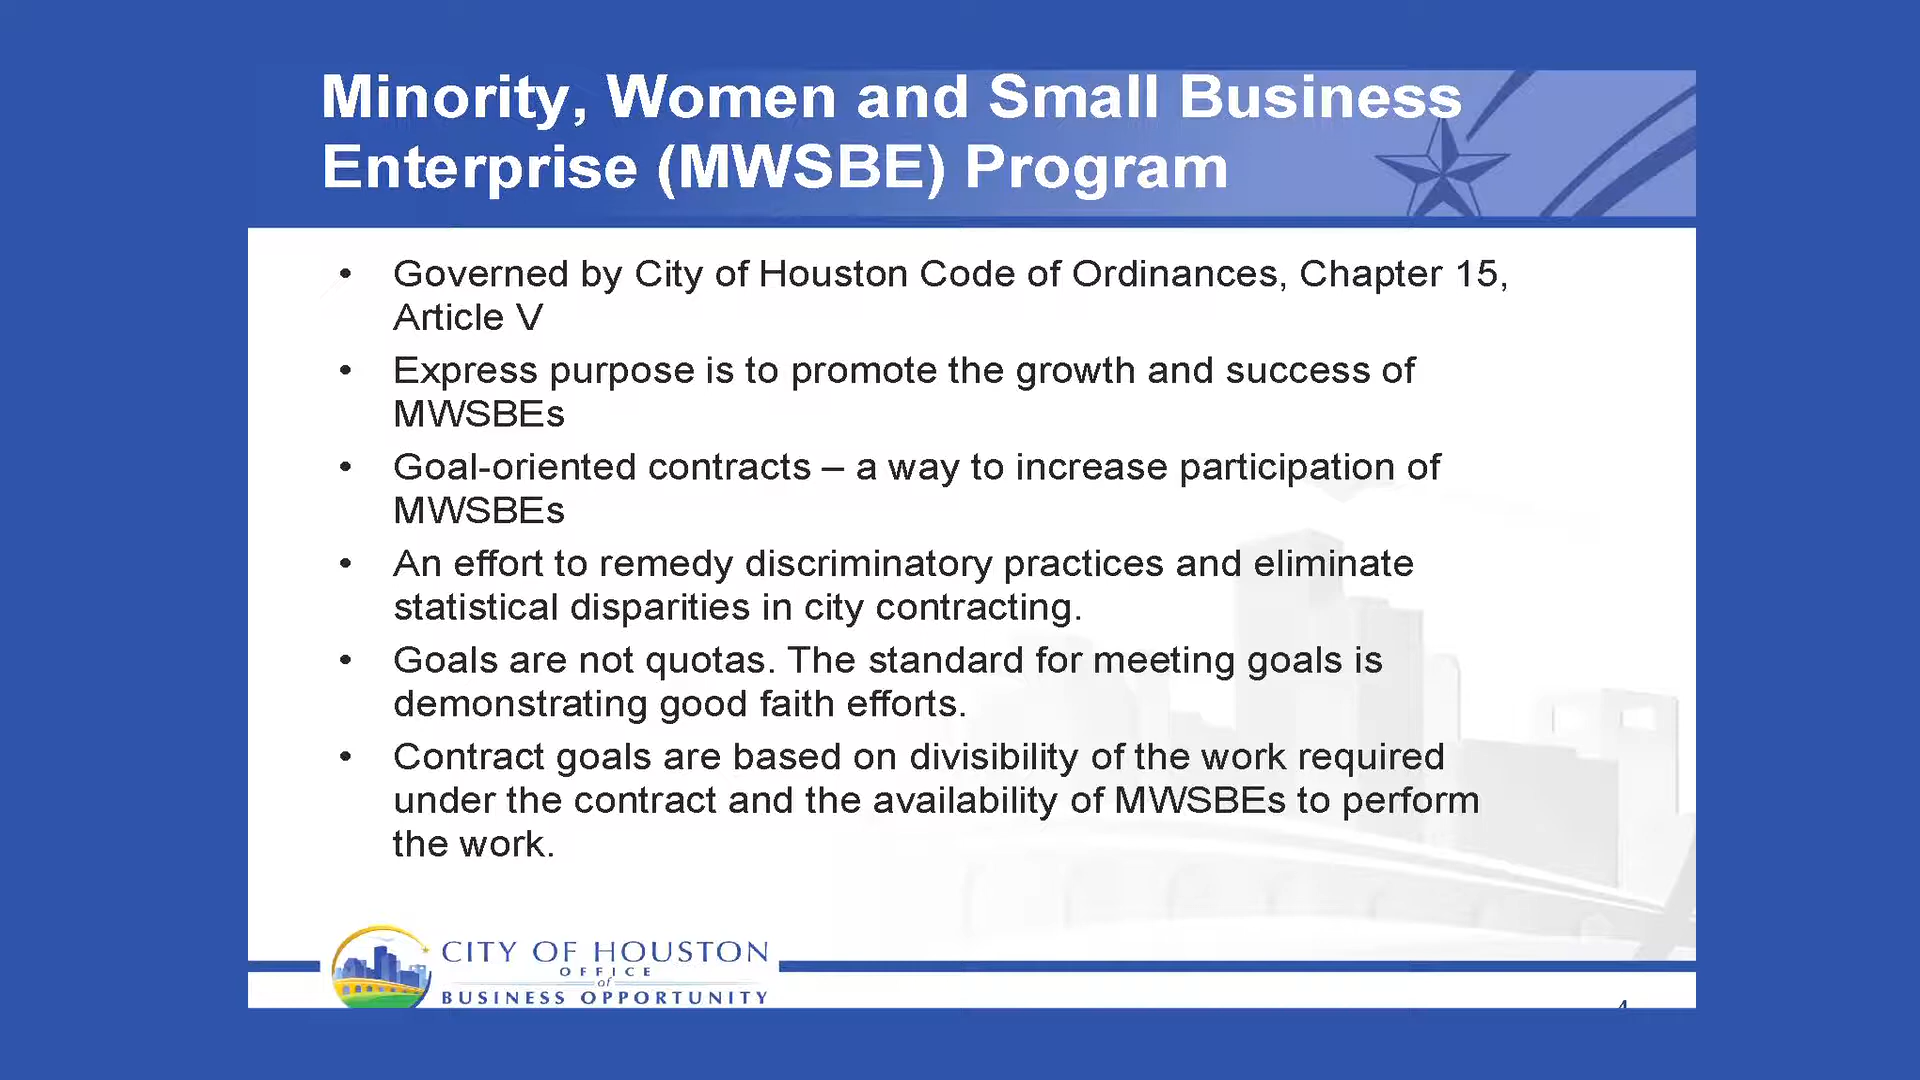 Minority, Women and Small Business
Enterprise (MWSBE) Program
• Governed by City of Houston Code of Ordinances, Chapter 15,
Article V
• Express purpose is to promote the growth and success of
MWSBEs
• Goal-oriented contracts – a way to increase participation of
MWSBEs
• An effort to remedy discriminatory practices and eliminate
statistical disparities in city contracting.
• Goals are not quotas. The standard for meeting goals is
demonstrating good faith efforts.
• Contract goals are based on divisibility of the work required
under the contract and the availability of MWSBEs to perform
the work.
CITY OF HOUSTON
OFFICE
of
BUSINESS OPPORTUNITY
4